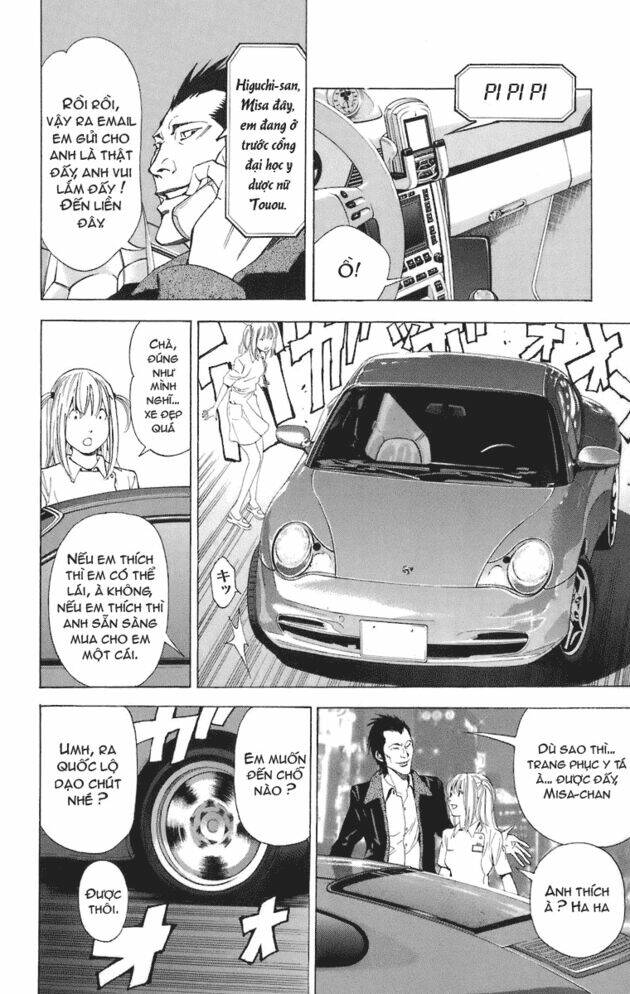 PI PI PI
Ồ!
Higuchi-san,
Misa đây,
em đang ở
trước cổng
đại học y
dược nữ
Touou.
Rồi rồi,
vậy ra email
em gửi cho
anh là thật
đấy, anh vui
lắm đấy !
Đến liền
đây.
オオオオ
キッ
Chà,
đúng
như
mình
nghĩ...
xe đẹp
quá
Nếu em thích
thì em có thể
lái, à không,
nếu em thích thì
anh sẵn sàng
mua cho em
một cái.
Dù sao thì...
trang phục y tá
à... được đấy,
Misa-chan
Anh thích
à ? Ha ha
Em muốn
đến chỗ
nào ?
Umh, ra
quốc lộ
dạo chút
nhé ?
Được
thôi.